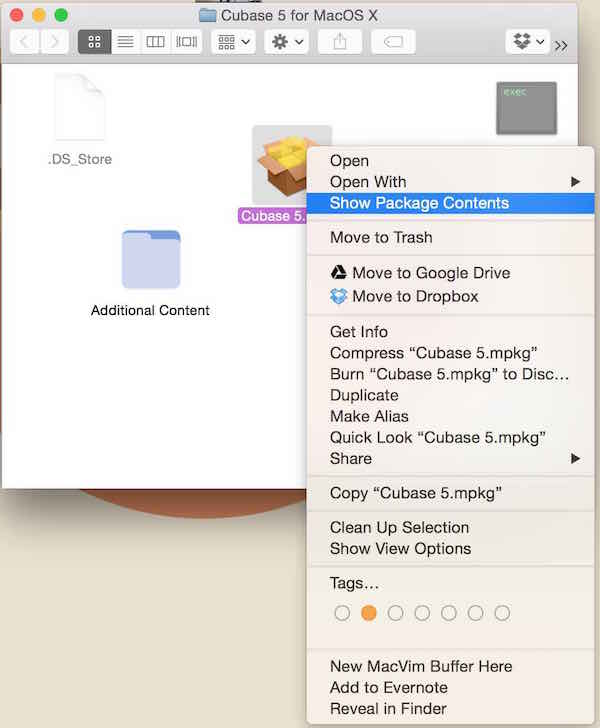 Cubase 5 for MacOS X
.DS_Store
exec
Cubase 5.
Additional Content
Open
Open With
Show Package Contents
Move to Trash
Move to Google Drive
Move to Dropbox
Get Info
Compress “Cubase 5.mpkg”
Burn “Cubase 5.mpkg” to Disc…
Duplicate
Make Alias
Quick Look “Cubase 5.mpkg”
Share
Copy “Cubase 5.mpkg”
Clean Up Selection
Show View Options
Tags…
New MacVim Buffer Here
Add to Evernote
Reveal in Finder